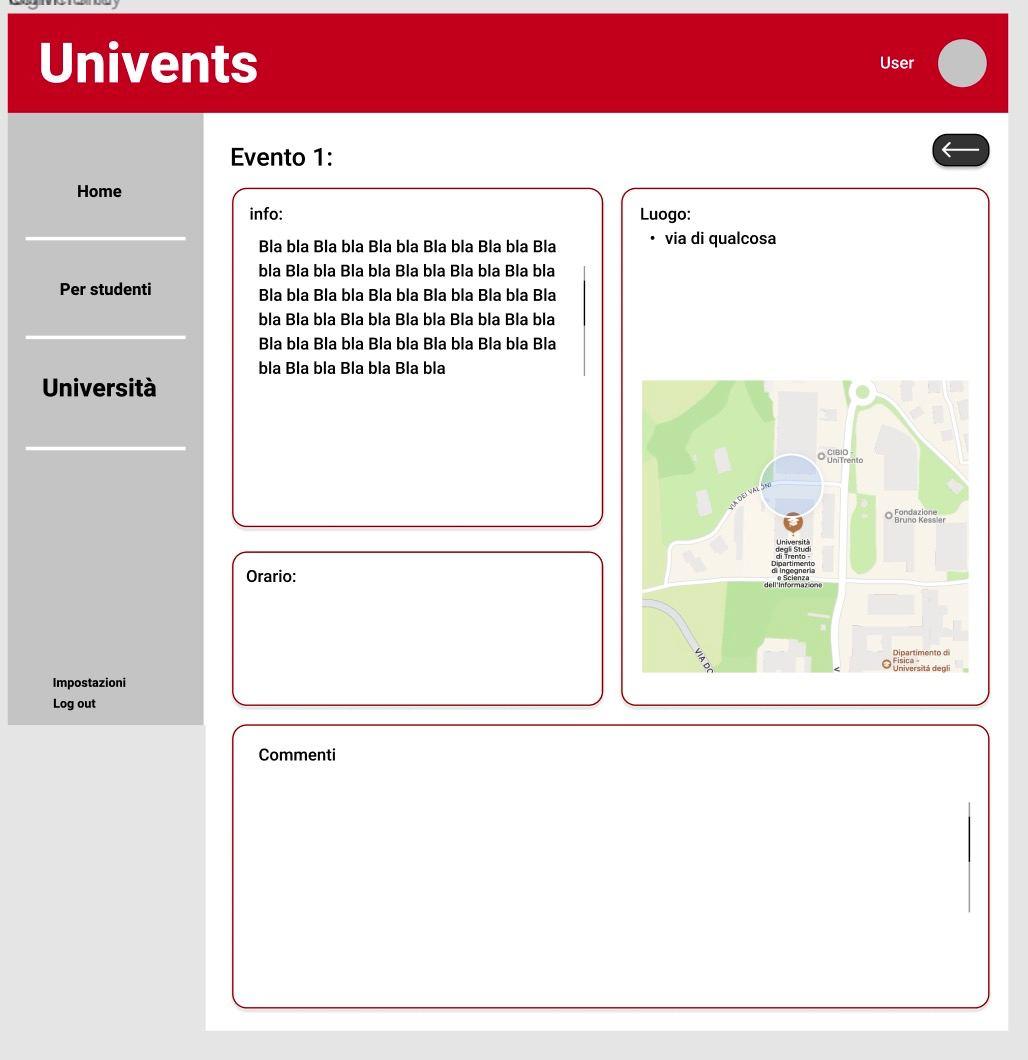 Univents
User
Home
Per studenti
Università
Impostazioni
Log out
Evento 1:
info:
Bla bla Bla bla Bla bla Bla bla Bla bla Bla
bla Bla bla Bla bla Bla bla Bla bla Bla bla
Bla bla Bla bla Bla bla Bla bla Bla bla Bla
bla Bla bla Bla bla Bla bla Bla bla Bla bla
Bla bla Bla bla Bla bla Bla bla Bla bla Bla
bla Bla bla Bla bla Bla bla
Luogo:
• via di qualcosa
CIBIO -
UniTrento
VIA DEI VALONI
Fondazione
Bruno Kessler
Università
degli Studi
di Trento -
Dipartimento
di Ingegneria
e Scienza
dell'Informazione
VIA DO
V
Dipartimento di
Fisica -
Universitá degli
Orario:
Commenti